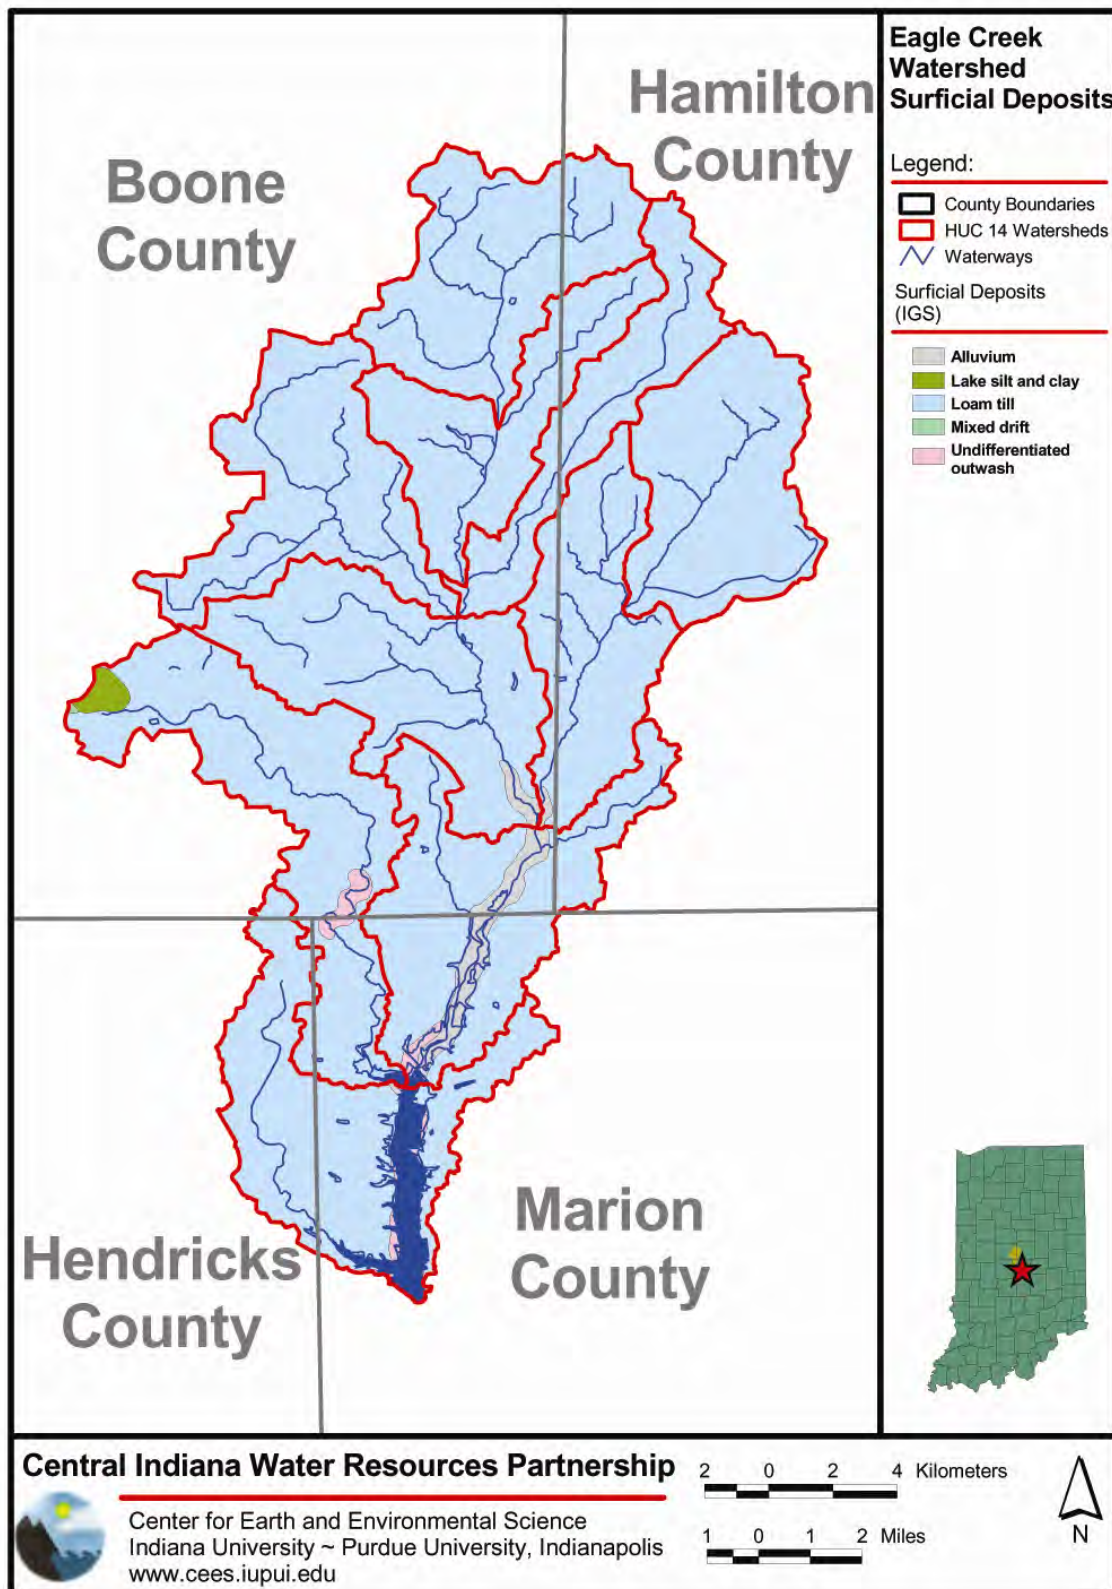 Eagle Creek
Watershed
Surficial Deposits
Hamilton
County
Boone
County
Legend:
County Boundaries
HUC 14 Watersheds
Waterways
Surficial Deposits
(IGS)
Alluvium
Lake silt and clay
Loam till
Mixed drift
Undifferentiated
outwash
Marion
County
Hendricks
County
Central Indiana Water Resources Partnership
Center for Earth and Environmental Science
Indiana University ~ Purdue University, Indianapolis
www.cees.iupui.edu
2 0 2 4 Kilometers
1 0 1 2 Miles
N